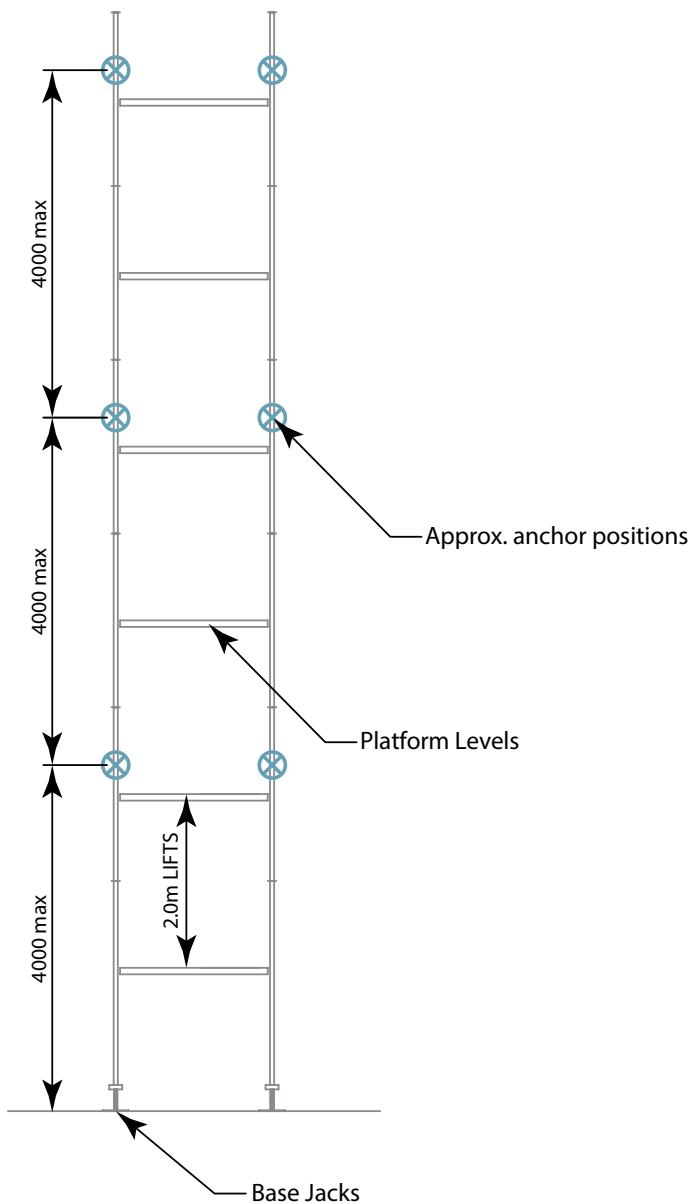 4000 max
Approx. anchor positions
4000 max
Platform Levels
2.0m LIFTS
4000 max
Base Jacks